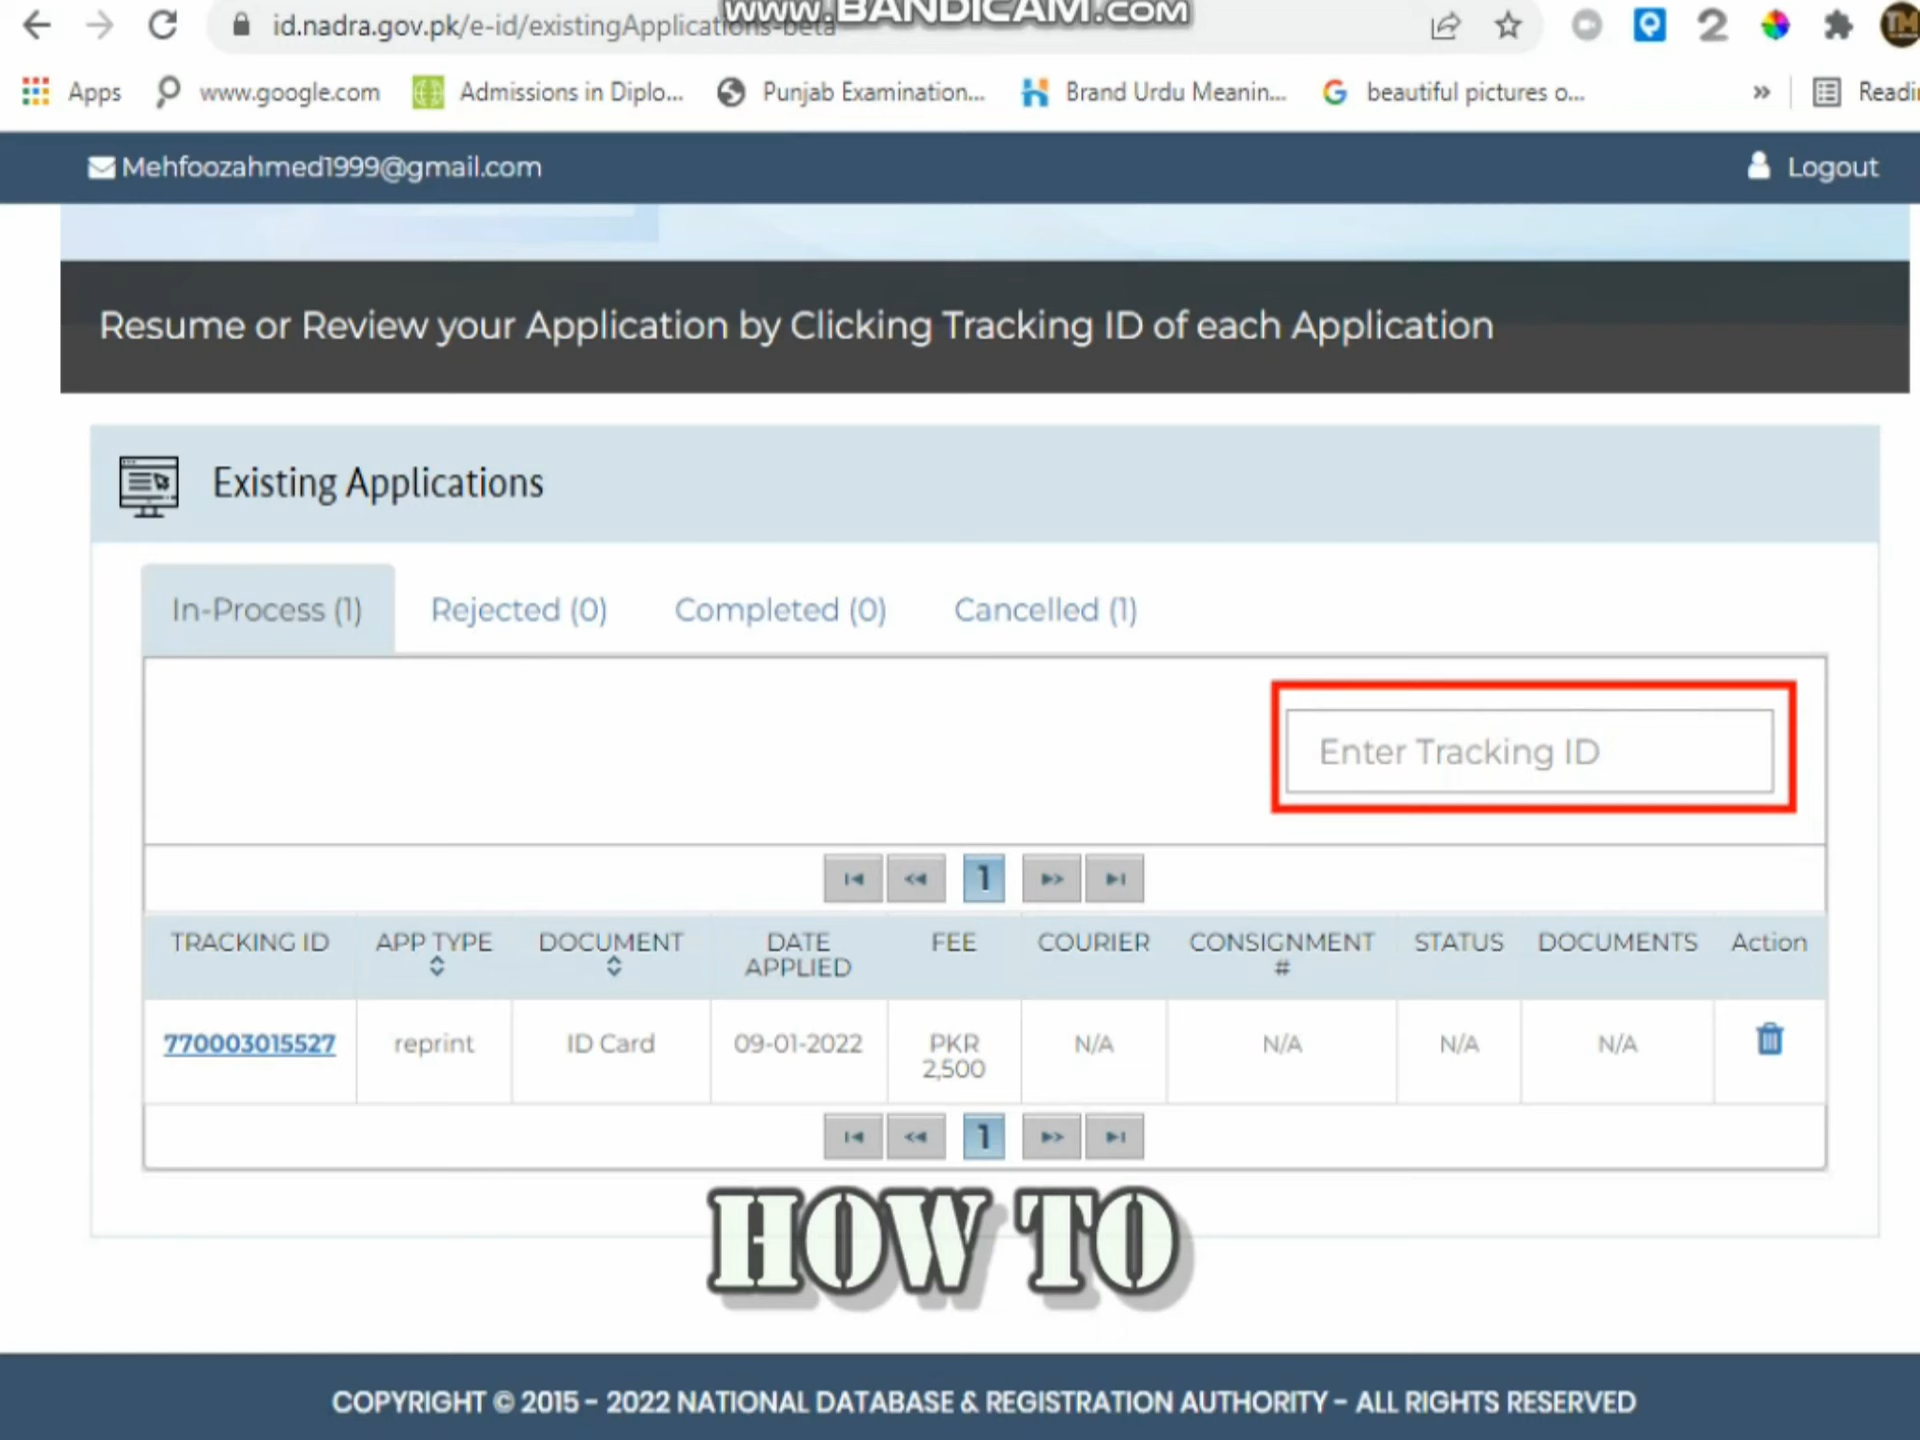 www.BANDICAM.com
id.nadra.gov.pk/e-id/existingApplications-beta
Apps www.google.com Admissions in Diplo... Punjab Examination... Brand Urdu Meanin... beautiful pictures o... » Readi
Mehfoozahmed1999@gmail.com Logout
Resume or Review your Application by Clicking Tracking ID of each Application
Existing Applications
In-Process (1) Rejected (0) Completed (0) Cancelled (1)
Enter Tracking ID
1
TRACKING ID APP TYPE DOCUMENT DATE APPLIED FEE COURIER CONSIGNMENT # STATUS DOCUMENTS Action
770003015527 reprint ID Card 09-01-2022 PKR 2,500 N/A N/A N/A N/A
1
HOW TO
COPYRIGHT © 2015 - 2022 NATIONAL DATABASE & REGISTRATION AUTHORITY - ALL RIGHTS RESERVED